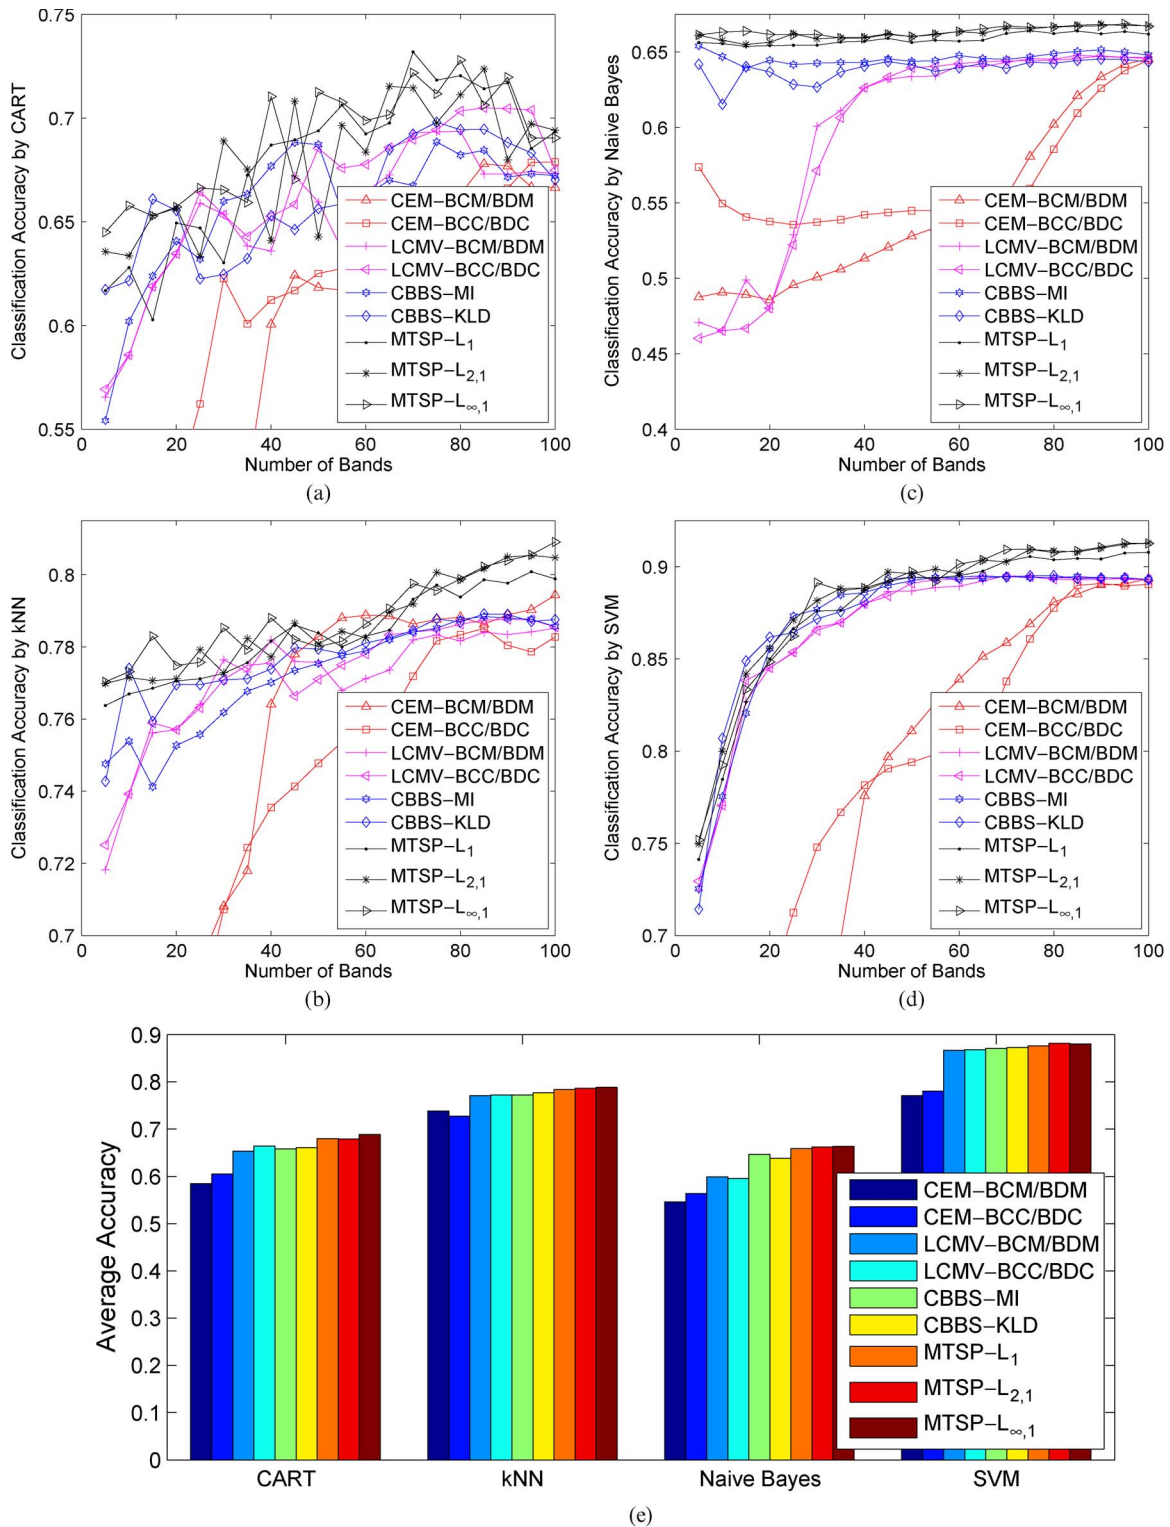 0.75
0.7
0.65
0.6
0.55
0 20 40 60 80 100
Classification Accuracy by CART
Number of Bands
CEM–BCM/BDM
CEM–BCC/BDC
LCMV–BCM/BDM
LCMV–BCC/BDC
CBBS–MI
CBBS–KLD
MTSP–L1
MTSP–L2,1
MTSP–L∞,1
(a)
0.65
0.6
0.55
0.5
0.45
0.4
0 20 40 60 80 100
Classification Accuracy by Naive Bayes
Number of Bands
CEM–BCM/BDM
CEM–BCC/BDC
LCMV–BCM/BDM
LCMV–BCC/BDC
CBBS–MI
CBBS–KLD
MTSP–L1
MTSP–L2,1
MTSP–L∞,1
(c)
0.8
0.78
0.76
0.74
0.72
0.7
0 20 40 60 80 100
Classification Accuracy by kNN
Number of Bands
CEM–BCM/BDM
CEM–BCC/BDC
LCMV–BCM/BDM
LCMV–BCC/BDC
CBBS–MI
CBBS–KLD
MTSP–L1
MTSP–L2,1
MTSP–L∞,1
(b)
0.9
0.85
0.8
0.75
0.7
0 20 40 60 80 100
Classification Accuracy by SVM
Number of Bands
CEM–BCM/BDM
CEM–BCC/BDC
LCMV–BCM/BDM
LCMV–BCC/BDC
CBBS–MI
CBBS–KLD
MTSP–L1
MTSP–L2,1
MTSP–L∞,1
(d)
0.9
0.8
0.7
0.6
0.5
0.4
0.3
0.2
0.1
0
Average Accuracy
CART kNN Naive Bayes SVM
CEM–BCM/BDM
CEM–BCC/BDC
LCMV–BCM/BDM
LCMV–BCC/BDC
CBBS–MI
CBBS–KLD
MTSP–L1
MTSP–L2,1
MTSP–L∞,1
(e)